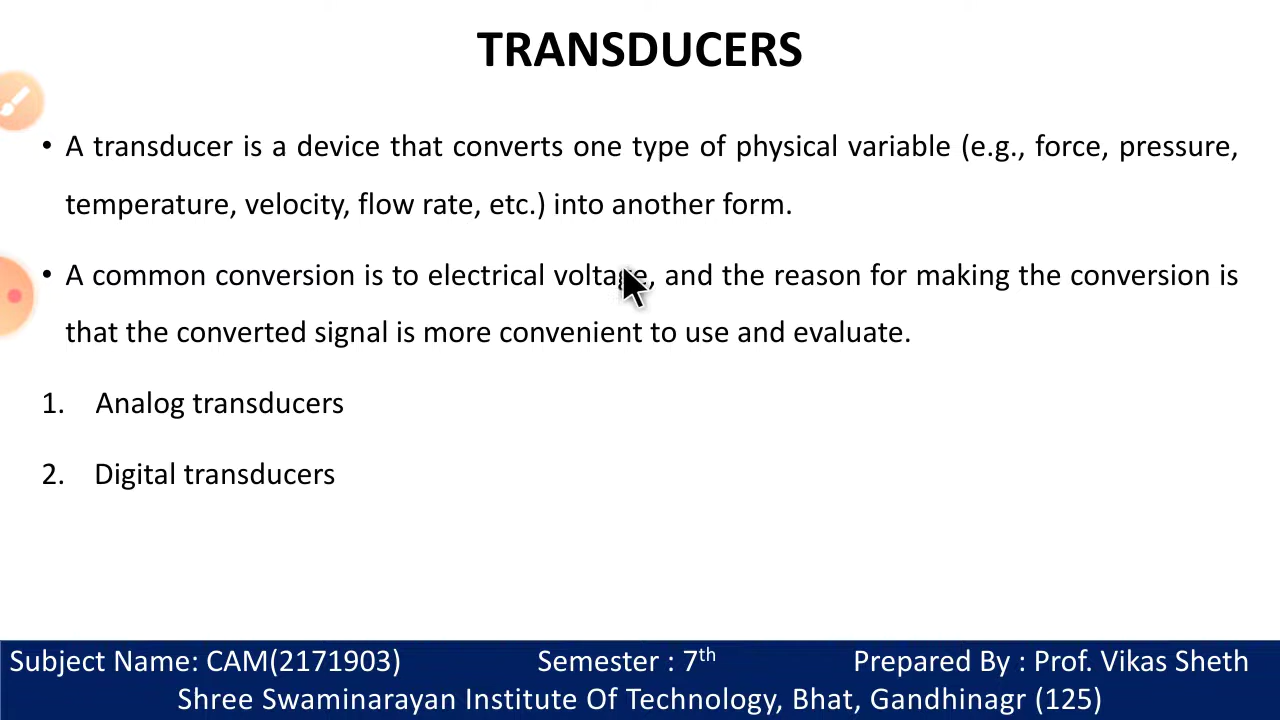 TRANSDUCERS
• A transducer is a device that converts one type of physical variable (e.g., force, pressure,
temperature, velocity, flow rate, etc.) into another form.
• A common conversion is to electrical voltage, and the reason for making the conversion is
that the converted signal is more convenient to use and evaluate.
1. Analog transducers
2. Digital transducers
Subject Name: CAM(2171903) Semester : 7th Prepared By : Prof. Vikas Sheth
Shree Swaminarayan Institute Of Technology, Bhat, Gandhinagr (125)